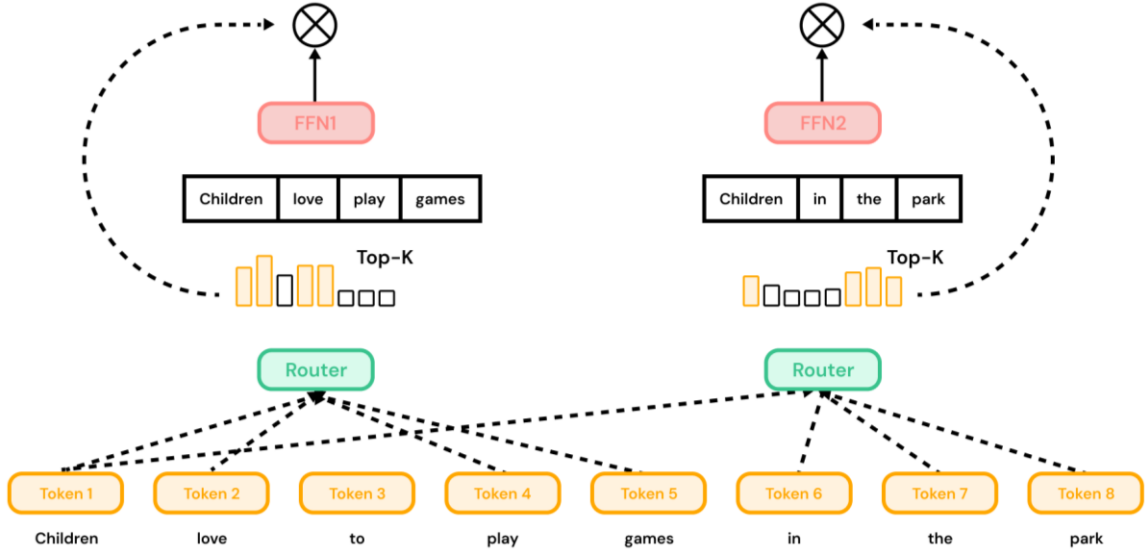 FFN1 FFN2
Children love play games Children in the park
Top-K Top-K
Router Router
Token 1 Token 2 Token 3 Token 4 Token 5 Token 6 Token 7 Token 8
Children love to play games in the park